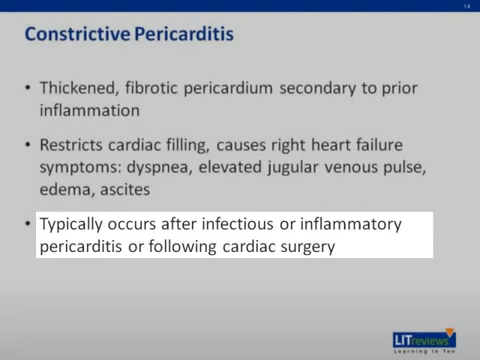 18
Constrictive Pericarditis
• Thickened, fibrotic pericardium secondary to prior
inflammation
• Restricts cardiac filling, causes right heart failure
symptoms: dyspnea, elevated jugular venous pulse,
edema, ascites
• Typically occurs after infectious or inflammatory
pericarditis or following cardiac surgery
LITreviews
Learning in Ten